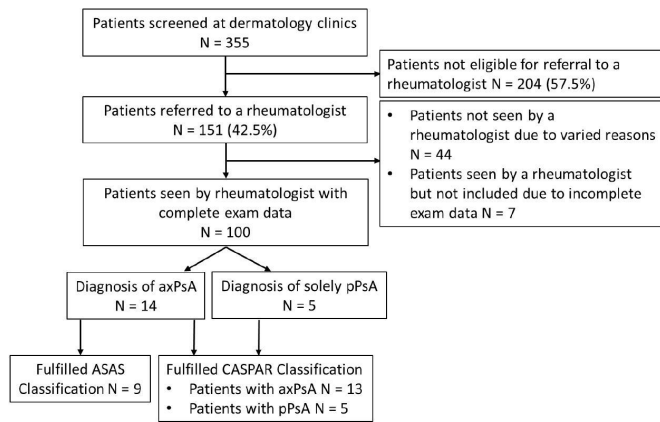 Patients screened at dermatology clinics
N = 355
Patients not eligible for referral to a
rheumatologist N = 204 (57.5%)
Patients referred to a rheumatologist
N = 151 (42.5%)
• Patients not seen by a
rheumatologist due to varied reasons
N = 44
• Patients seen by a rheumatologist
but not included due to incomplete
exam data N = 7
Patients seen by rheumatologist with
complete exam data
N = 100
Diagnosis of axPsA
N = 14
Diagnosis of solely pPsA
N = 5
Fulfilled ASAS
Classification N = 9
Fulfilled CASPAR Classification
• Patients with axPsA N = 13
• Patients with pPsA N = 5